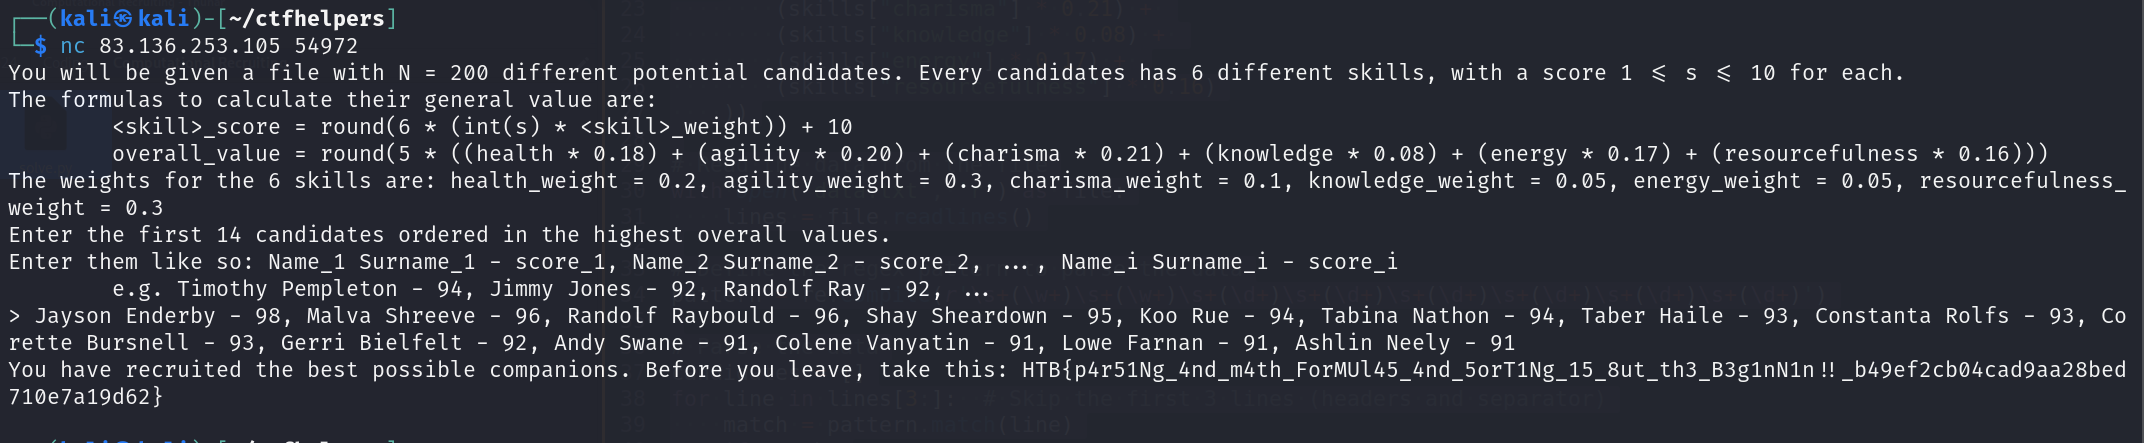 ┌──(kali㉿kali)-[~/ctfhelpers]
└─$ nc 83.136.253.105 54972
You will be given a file with N = 200 different potential candidates. Every candidates has 6 different skills, with a score 1 ≤ s ≤ 10 for each.
The formulas to calculate their general value are:
<skill>_score = round(6 * (int(s) * <skill>_weight)) + 10
overall_value = round(5 * ((health * 0.18) + (agility * 0.20) + (charisma * 0.21) + (knowledge * 0.08) + (energy * 0.17) + (resourcefulness * 0.16)))
The weights for the 6 skills are: health_weight = 0.2, agility_weight = 0.3, charisma_weight = 0.1, knowledge_weight = 0.05, energy_weight = 0.05, resourcefulness_
weight = 0.3
Enter the first 14 candidates ordered in the highest overall values.
Enter them like so: Name_1 Surname_1 - score_1, Name_2 Surname_2 - score_2, ..., Name_i Surname_i - score_i
e.g. Timothy Pempleton - 94, Jimmy Jones - 92, Randolf Ray - 92, ...
> Jayson Enderby - 98, Malva Shreeve - 96, Randolf Raybould - 96, Shay Sheardown - 95, Koo Rue - 94, Tabina Nathon - 94, Taber Haile - 93, Constanta Rolfs - 93, Co
rette Bursnell - 93, Gerri Bielfelt - 92, Andy Swane - 91, Colene Vanyatin - 91, Lowe Farnan - 91, Ashlin Neely - 91
You have recruited the best possible companions. Before you leave, take this: HTB{p4r51Ng_4nd_m4th_ForMUl45_4nd_5orT1Ng_15_8ut_th3_B3g1nN1n!!_b49ef2cb04cad9aa28bed
710e7a19d62}